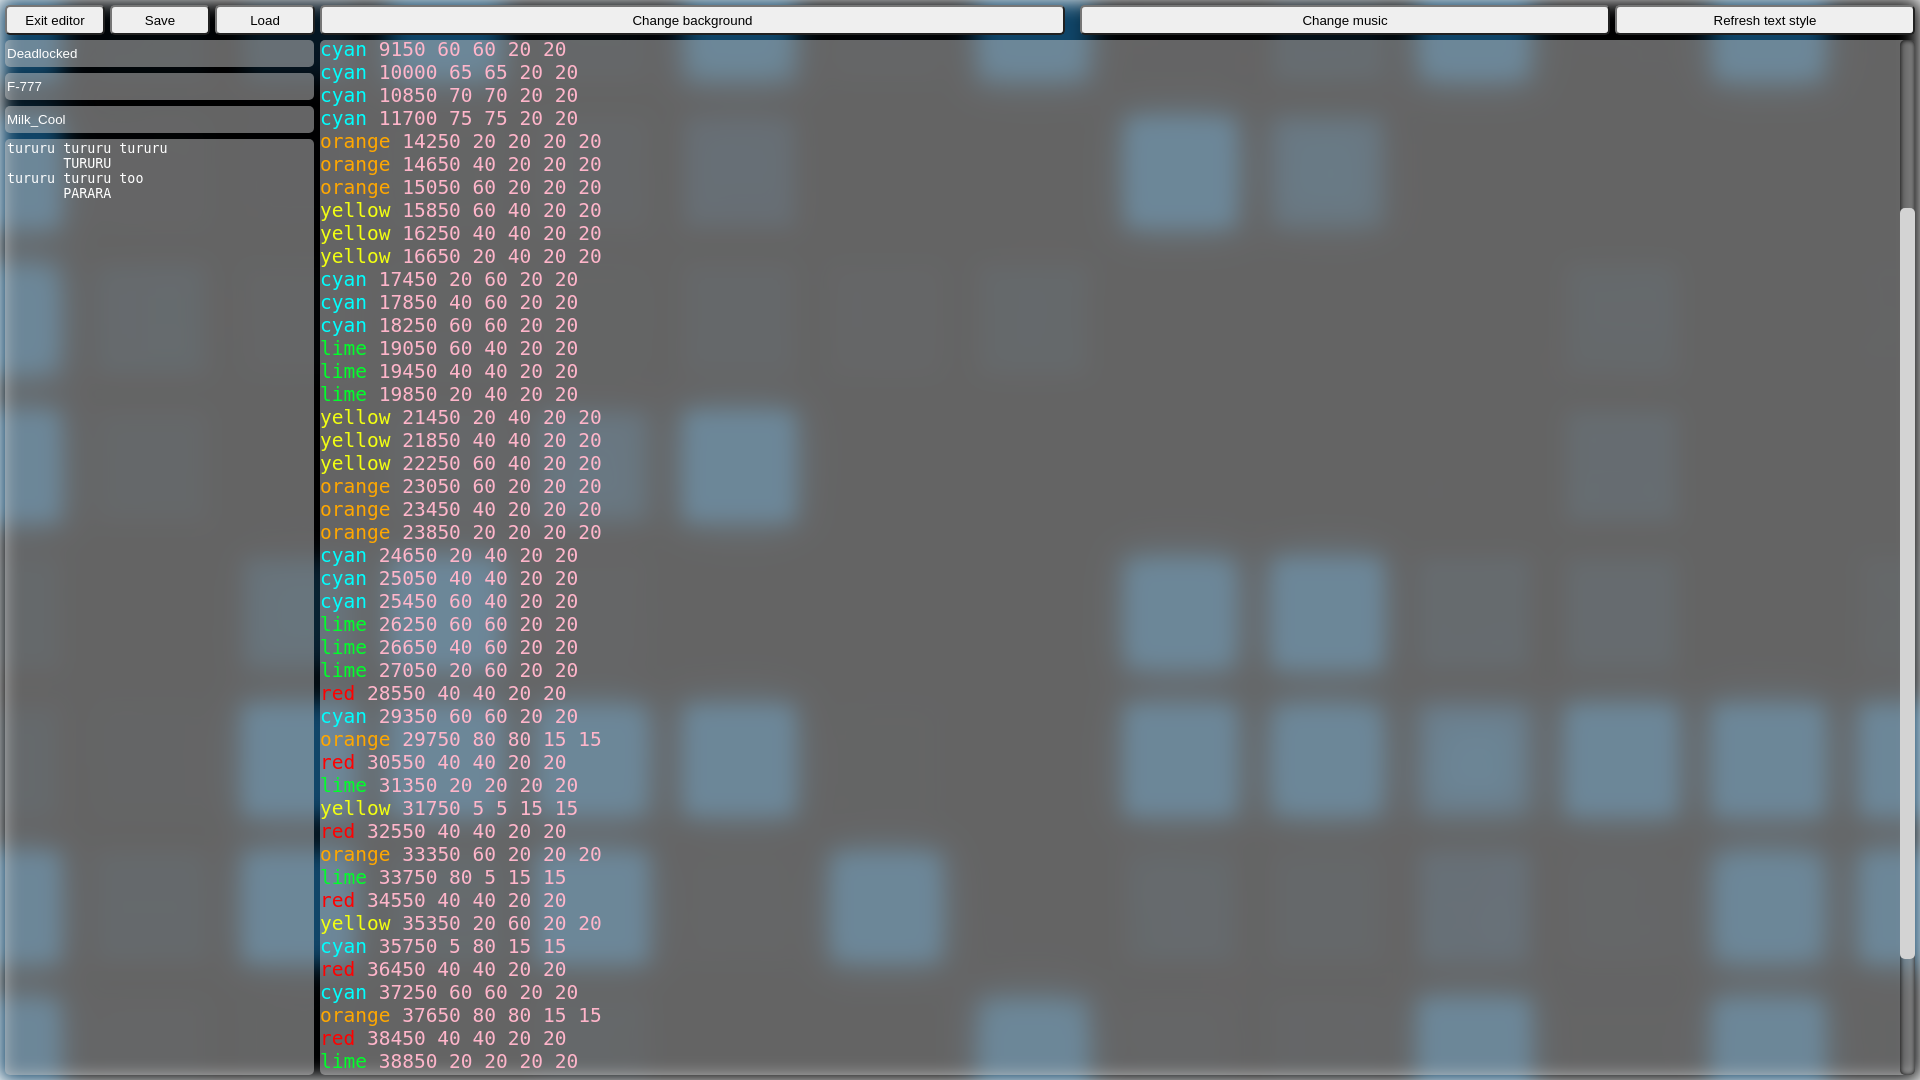 Exit editor Save Load Change background Change music Refresh text style
Deadlocked
F-777
Milk_Cool
tururu tururu tururu
TURURU
tururu tururu too
PARARA
cyan 9150 60 60 20 20
cyan 10000 65 65 20 20
cyan 10850 70 70 20 20
cyan 11700 75 75 20 20
orange 14250 20 20 20 20
orange 14650 40 20 20 20
orange 15050 60 20 20 20
yellow 15850 60 40 20 20
yellow 16250 40 40 20 20
yellow 16650 20 40 20 20
cyan 17450 20 60 20 20
cyan 17850 40 60 20 20
cyan 18250 60 60 20 20
lime 19050 60 40 20 20
lime 19450 40 40 20 20
lime 19850 20 40 20 20
yellow 21450 20 40 20 20
yellow 21850 40 40 20 20
yellow 22250 60 40 20 20
orange 23050 60 20 20 20
orange 23450 40 20 20 20
orange 23850 20 20 20 20
cyan 24650 20 40 20 20
cyan 25050 40 40 20 20
cyan 25450 60 40 20 20
lime 26250 60 60 20 20
lime 26650 40 60 20 20
lime 27050 20 60 20 20
red 28550 40 40 20 20
cyan 29350 60 60 20 20
orange 29750 80 80 15 15
red 30550 40 40 20 20
lime 31350 20 20 20 20
yellow 31750 5 5 15 15
red 32550 40 40 20 20
orange 33350 60 20 20 20
lime 33750 80 5 15 15
red 34550 40 40 20 20
yellow 35350 20 60 20 20
cyan 35750 5 80 15 15
red 36450 40 40 20 20
cyan 37250 60 60 20 20
orange 37650 80 80 15 15
red 38450 40 40 20 20
lime 38850 20 20 20 20